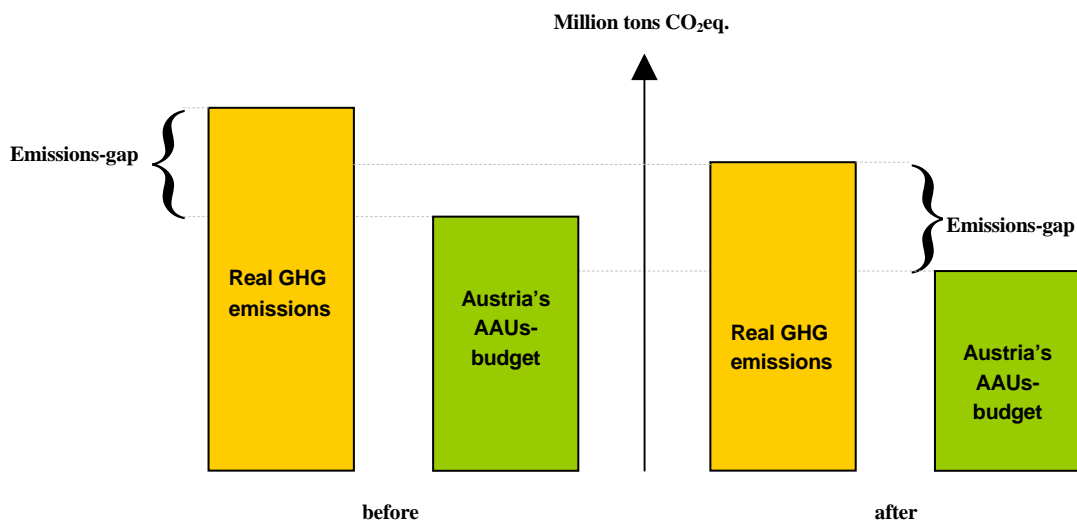 Million tons CO₂eq.
Emissions-gap
Real GHG
emissions
Austria’s
AAUs-
budget
Emissions-gap
Real GHG
emissions
Austria’s
AAUs-
budget
before
after